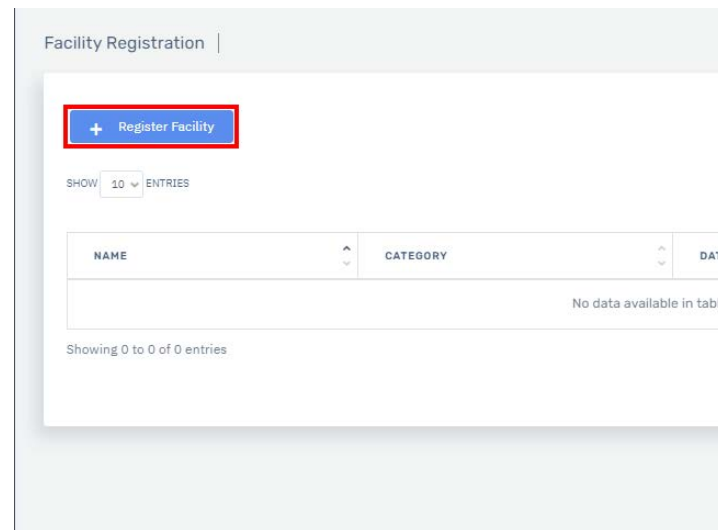 Facility Registration
+ Register Facility
SHOW 10 ENTRIES
NAME CATEGORY
No data available in
Showing 0 to 0 of 0 entries